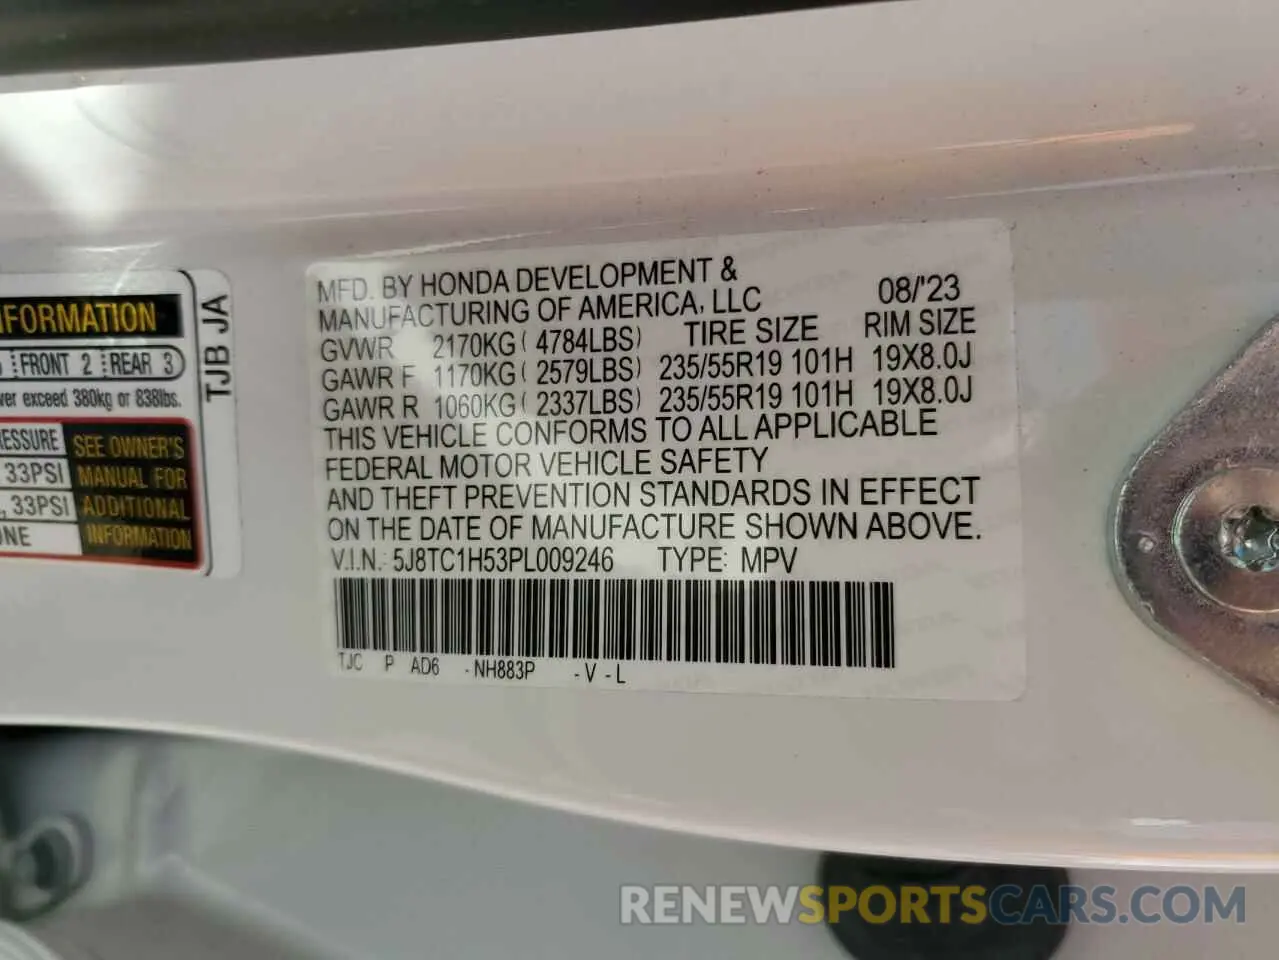 NFORMATION
FRONT 2 REAR 3
ver exceed 380kg or 838lbs.
ESSURE
33PSI
, 33PSI
ONE
SEE OWNER'S
MANUAL FOR
ADDITIONAL
INFORMATION
TJB JA
MFD. BY HONDA DEVELOPMENT &
MANUFACTURING OF AMERICA, LLC 08/'23
GVWR 2170KG ( 4784LBS) TIRE SIZE RIM SIZE
GAWR F 1170KG ( 2579LBS) 235/55R19 101H 19X8.0J
GAWR R 1060KG ( 2337LBS) 235/55R19 101H 19X8.0J
THIS VEHICLE CONFORMS TO ALL APPLICABLE
FEDERAL MOTOR VEHICLE SAFETY
AND THEFT PREVENTION STANDARDS IN EFFECT
ON THE DATE OF MANUFACTURE SHOWN ABOVE.
V.I.N.: 5J8TC1H53PL009246 TYPE: MPV
TJC P AD6 - NH883P - V - L
RENEWSPORTSCARS.COM